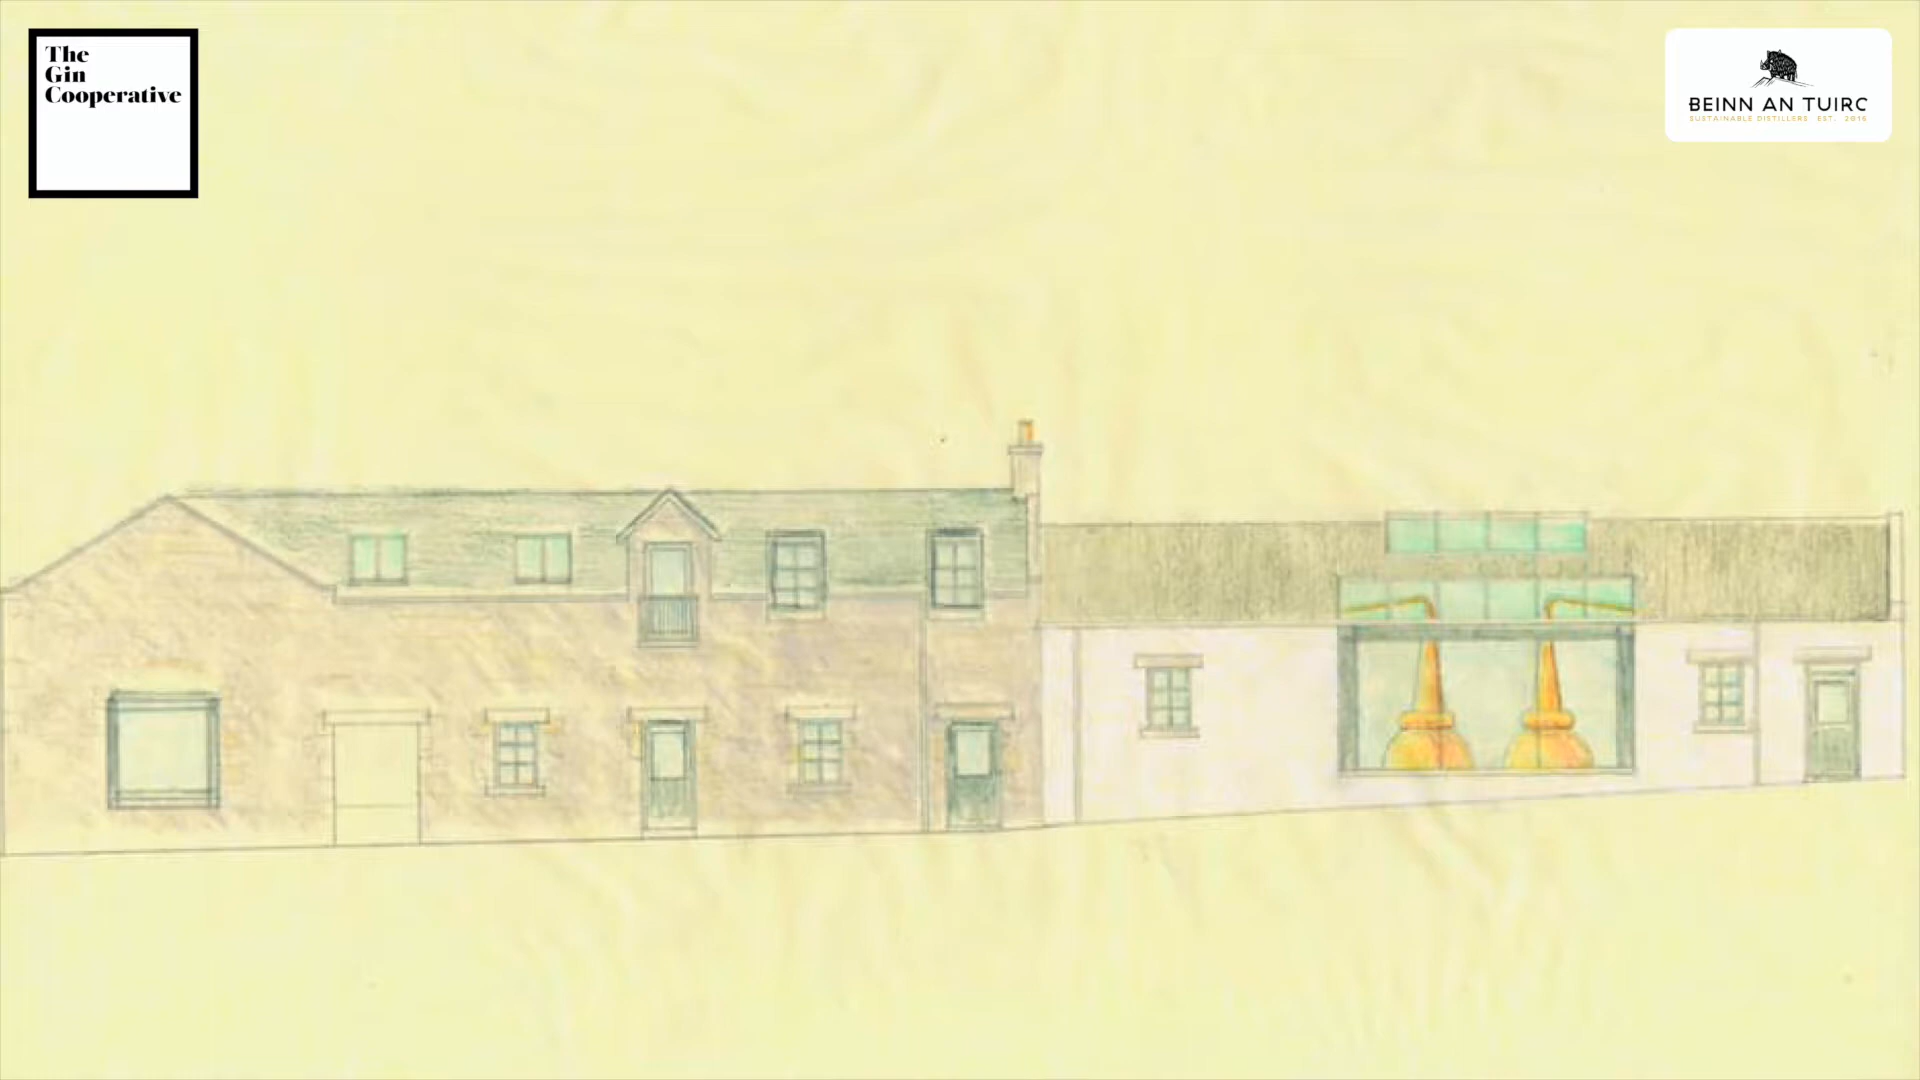 The
Gin
Cooperative
BEINN AN TUIRC
SUSTAINABLE DISTILLERS EST. 2016